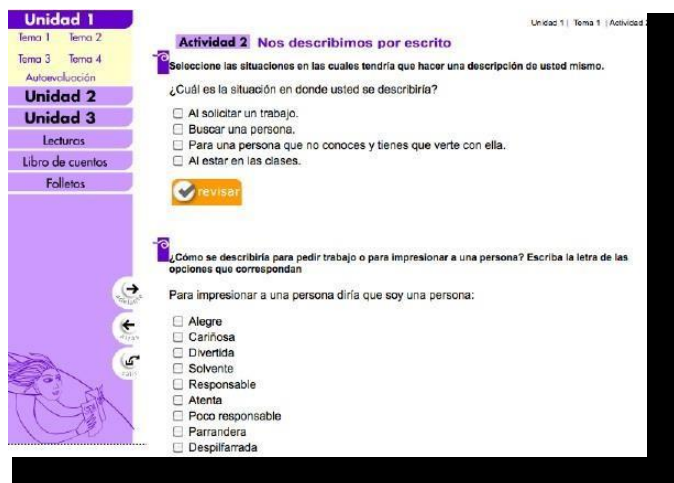 Unidad 1
Tema 1 Tema 2
Tema 3 Tema 4
Autoevaluación
Unidad 2
Unidad 3
Lecturas
Libro de cuentos
Folletos
Unidad 1 | Tema 1 | Actividad
Actividad 2 Nos describimos por escrito
Seleccione las situaciones en las cuales tendría que hacer una descripción de usted mismo.
¿Cuál es la situación en donde usted se describiría?
Al solicitar un trabajo.
Buscar una persona.
Para una persona que no conoces y tienes que verte con ella.
Al estar en las clases.
revisar
¿Cómo se describiría para pedir trabajo o para impresionar a una persona? Escriba la letra de las
opciones que correspondan
Para impresionar a una persona diría que soy una persona:
Alegre
Cariñosa
Divertida
Solvente
Responsable
Atenta
Poco responsable
Parrandera
Despilfarrada